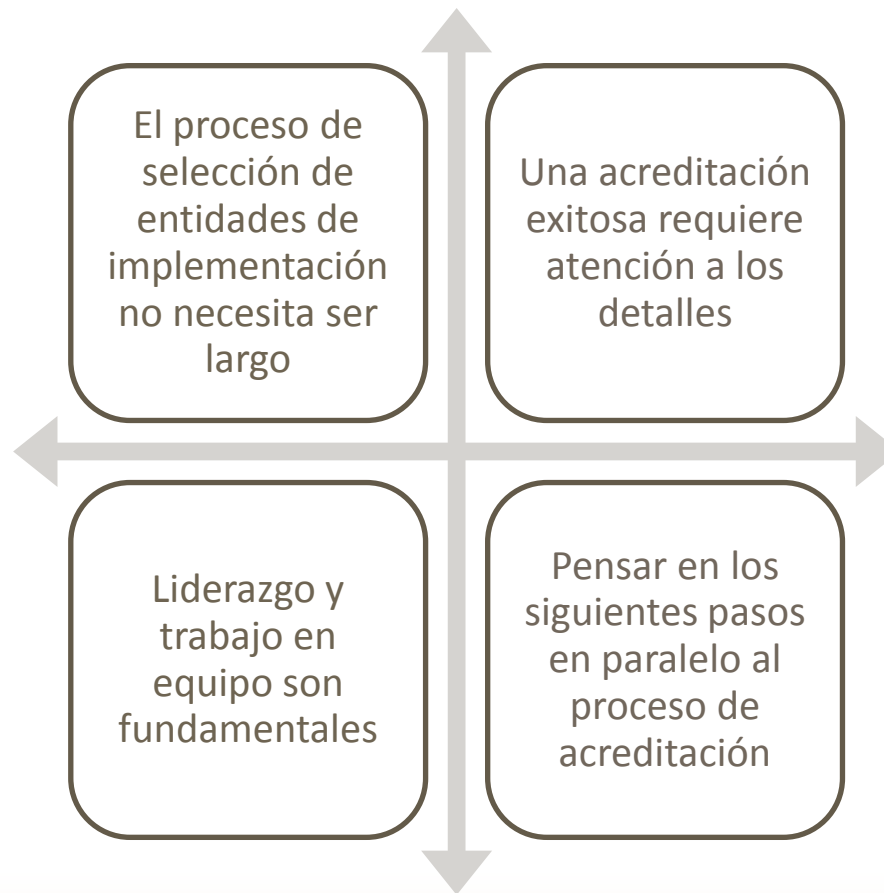 El proceso de
selección de
entidades de
implementación
no necesita ser
largo
Una acreditación
exitosa requiere
atención a los
detalles
Liderazgo y
trabajo en
equipo son
fundamentales
Pensar en los
siguientes pasos
en paralelo al
proceso de
acreditación